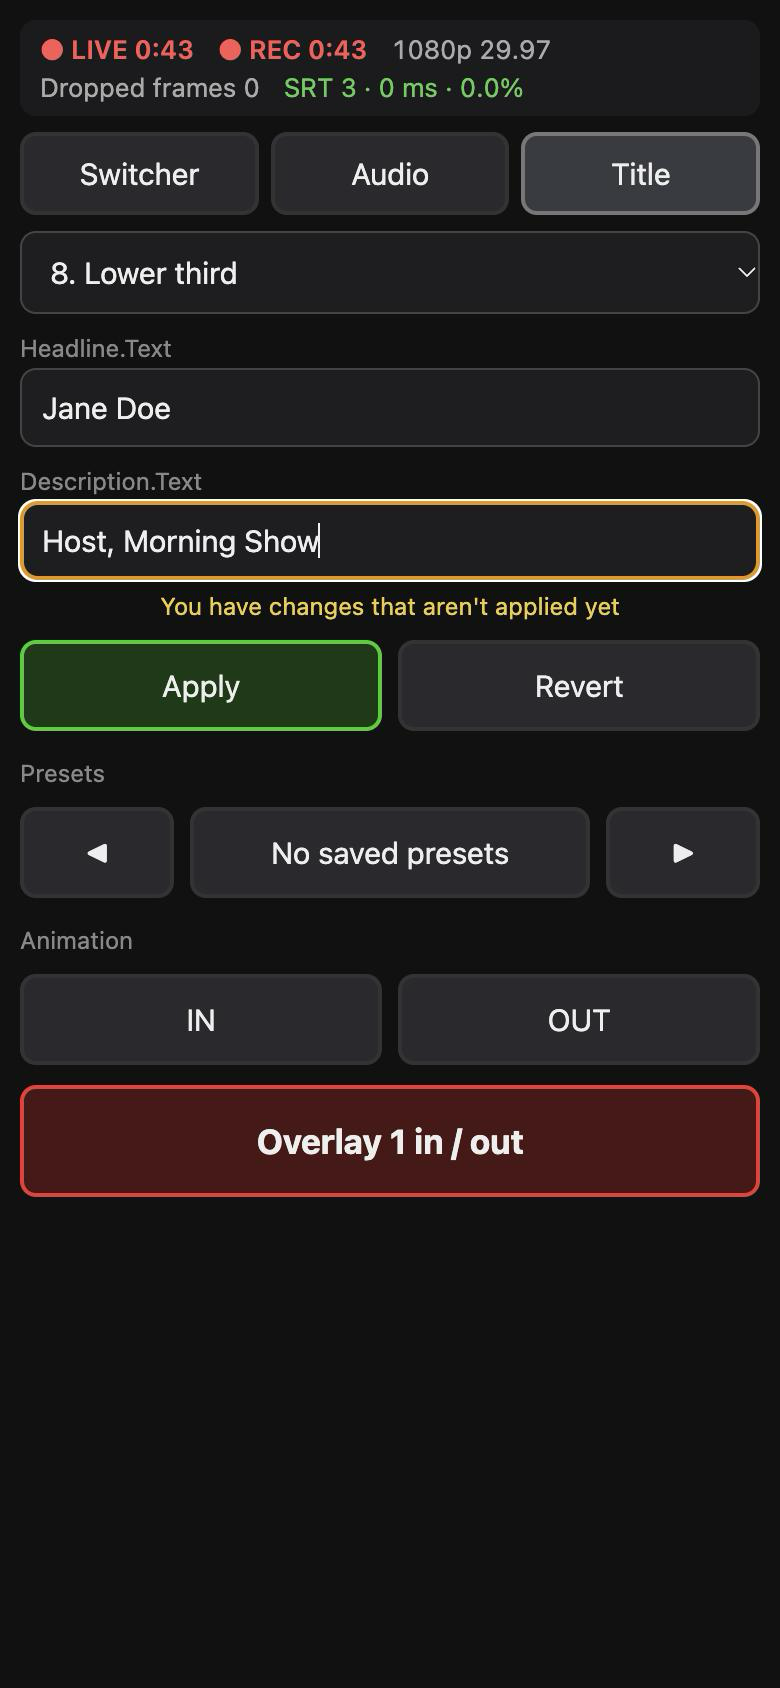 LIVE 0:43 REC 0:43 1080p 29.97
Dropped frames 0 SRT 3 · 0 ms · 0.0%
Switcher Audio Title
8. Lower third
Headline.Text
Jane Doe
Description.Text
Host, Morning Show
You have changes that aren't applied yet
Apply Revert
Presets
◀ No saved presets ▶
Animation
IN OUT
Overlay 1 in / out